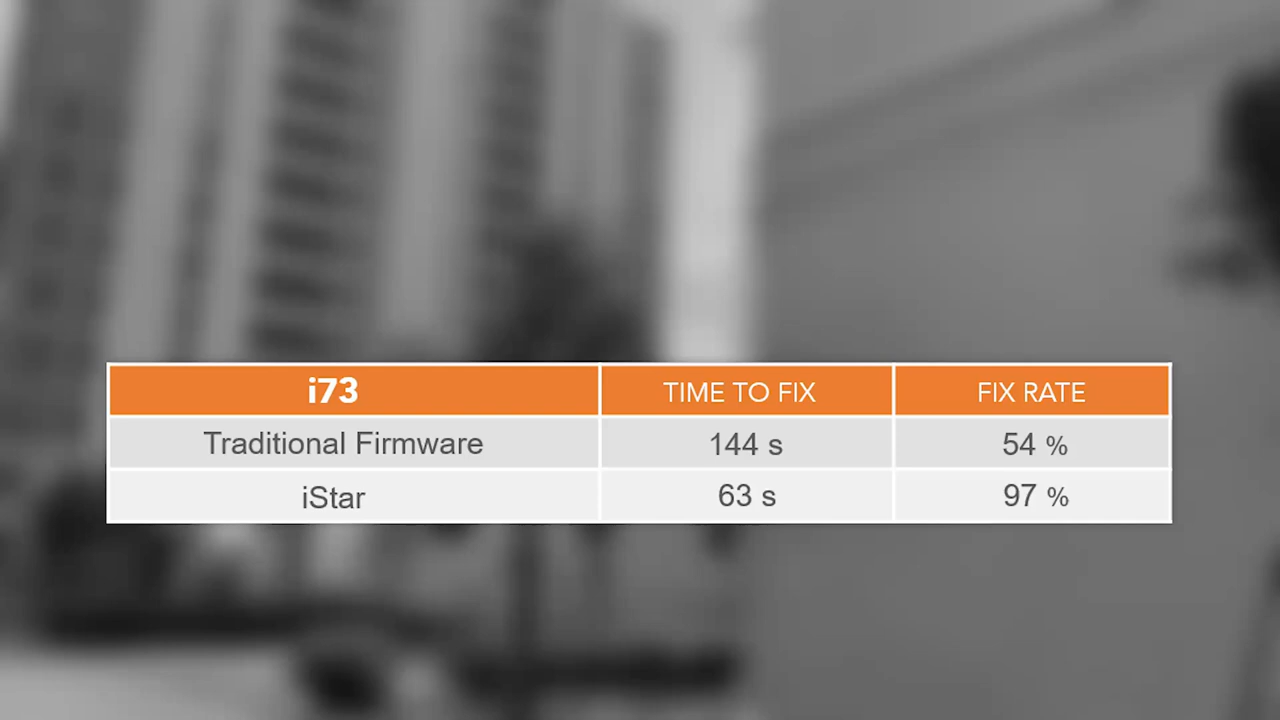 i73 TIME TO FIX FIX RATE
Traditional Firmware 144 s 54 %
iStar 63 s 97 %